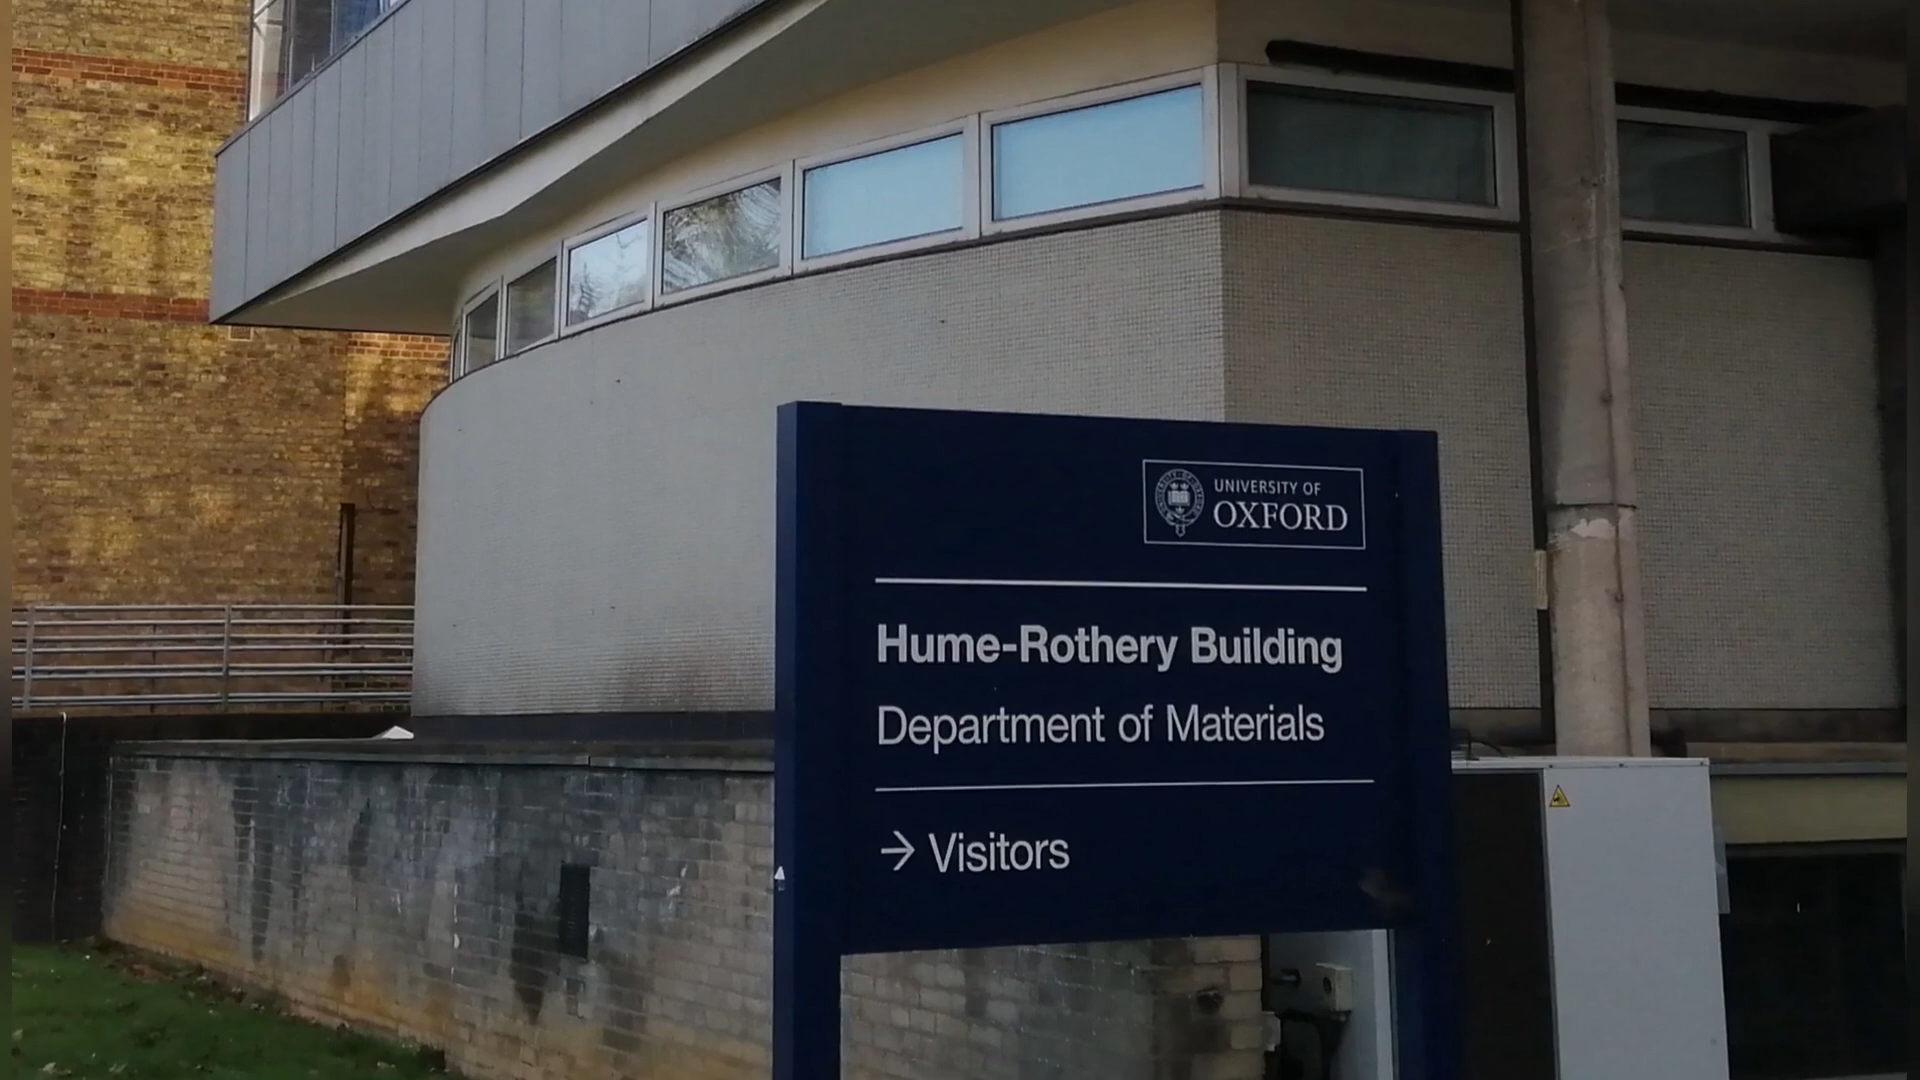 UNIVERSITY OF
OXFORD
Hume-Rothery Building
Department of Materials
→ Visitors